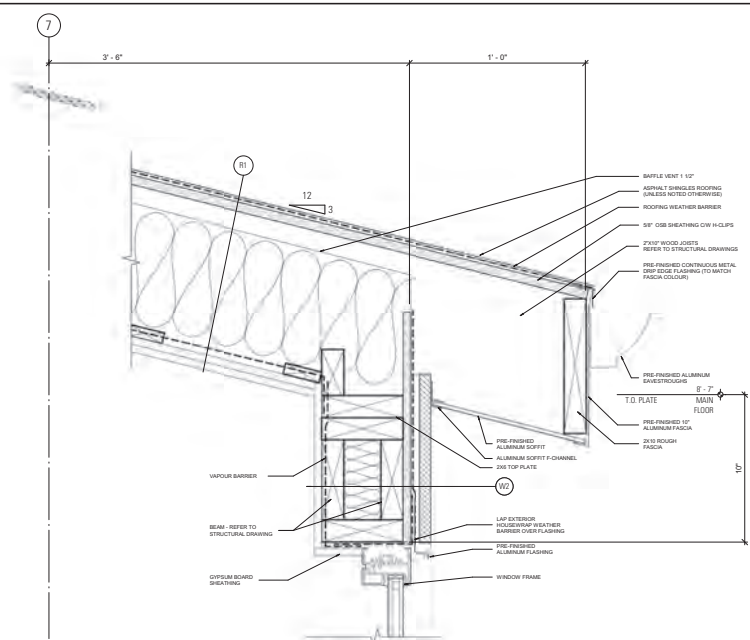 7
3' - 6"
1' - 0"
R1
12
3
BAFFLE VENT 1 1/2"
ASPHALT SHINGLES ROOFING
(UNLESS NOTED OTHERWISE)
ROOFING WEATHER BARRIER
5/8" OSB SHEATHING C/W H-CLIPS
2"X10" WOOD JOISTS
REFER TO STRUCTURAL DRAWINGS
PRE-FINISHED CONTINUOUS METAL
DRIP EDGE FLASHING (TO MATCH
FASCIA COLOUR)
PRE-FINISHED ALUMINUM
EAVESTROUGHS
8' - 7"
T.O. PLATE
MAIN
FLOOR
PRE-FINISHED 10"
ALUMINUM FASCIA
2X10 ROUGH
FASCIA
10"
PRE-FINISHED
ALUMINUM SOFFIT
ALUMINUM SOFFIT F-CHANNEL
2X6 TOP PLATE
W2
VAPOUR BARRIER
BEAM - REFER TO
STRUCTURAL DRAWING
LAP EXTERIOR
HOUSEWRAP WEATHER
BARRIER OVER FLASHING
PRE-FINISHED
ALUMINUM FLASHING
GYPSUM BOARD
SHEATHING
WINDOW FRAME